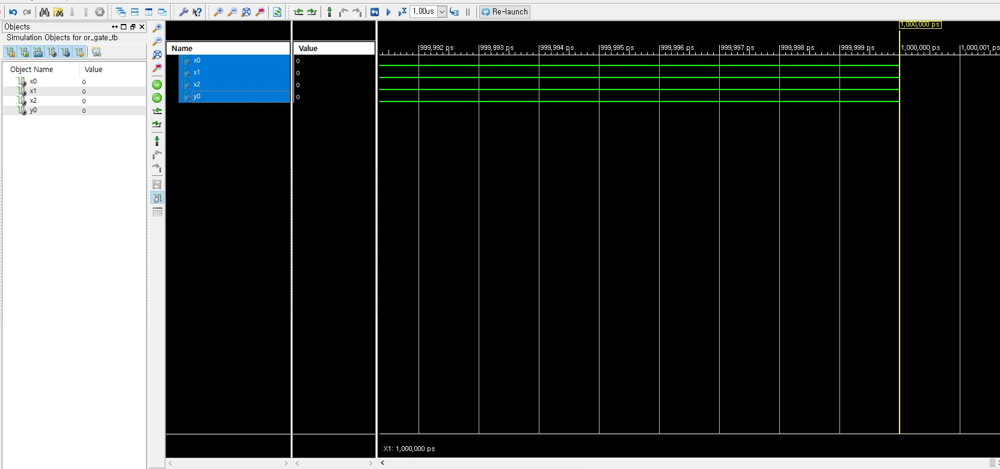 1.00us
Re-launch
Objects
Simulation Objects for or_gate_tb
Object Name Value
x0 0
x1 0
x2 0
y0 0
Name Value
x0 0
x1 0
x2 0
y0 0
1,000,000 ps
999,992 ps 999,993 ps 999,994 ps 999,995 ps 999,996 ps 999,997 ps 999,998 ps 999,999 ps 1,000,000 ps 1,000,001 ps
X1: 1,000,000 ps